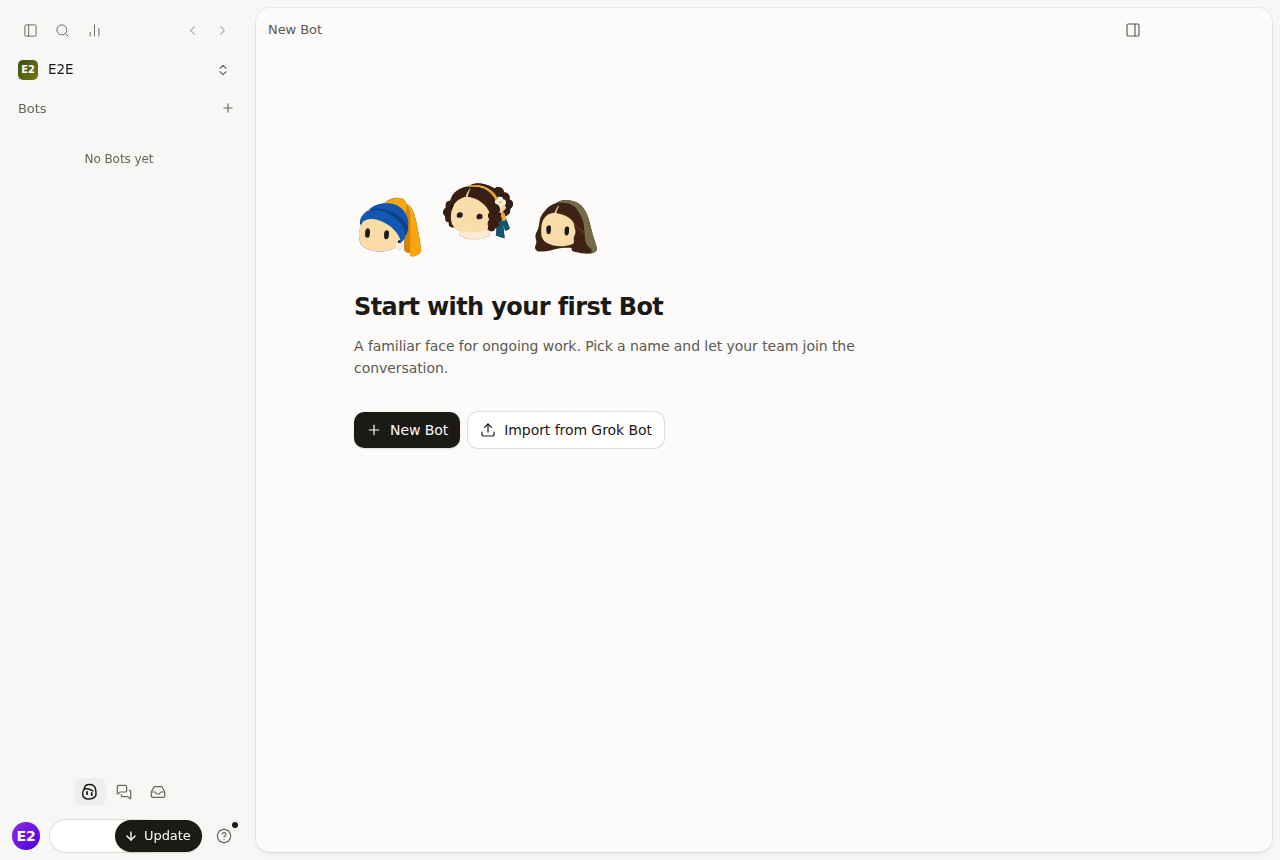 New Bot
E2 E2E
Bots
No Bots yet
Start with your first Bot
A familiar face for ongoing work. Pick a name and let your team join the
conversation.
New Bot
Import from Grok Bot
E2
Update